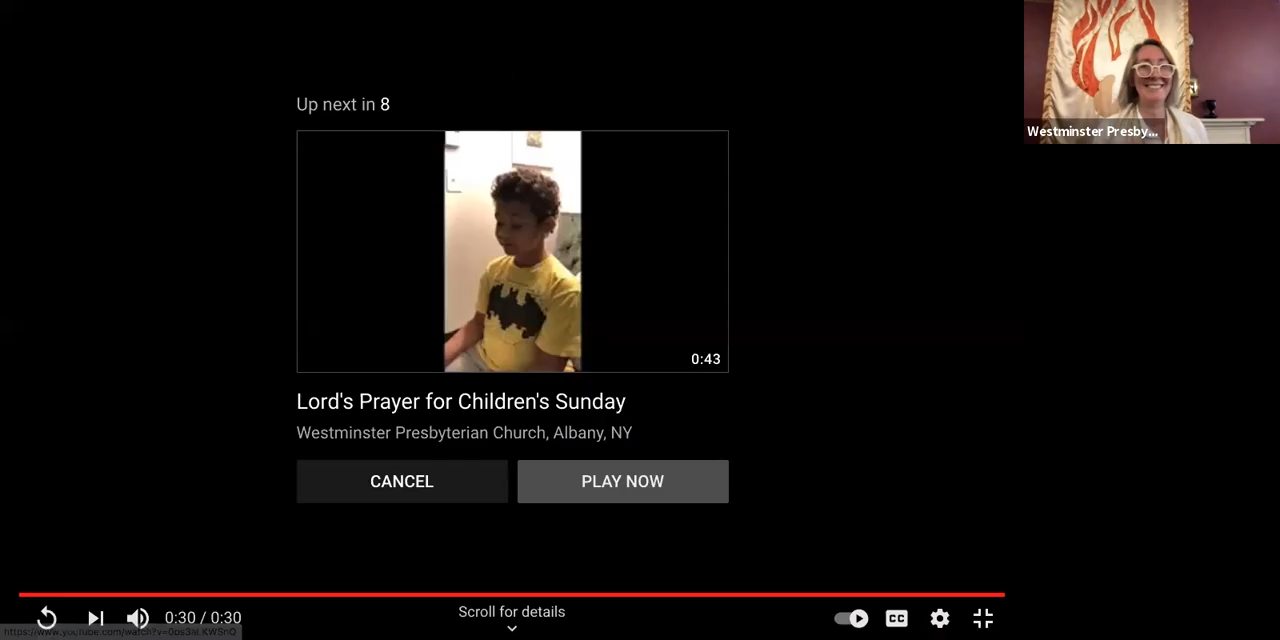 Up next in 8
Westminster Presby...
0:43
Lord's Prayer for Children's Sunday
Westminster Presbyterian Church, Albany, NY
CANCEL
PLAY NOW
0:30 / 0:30
Scroll for details
CC